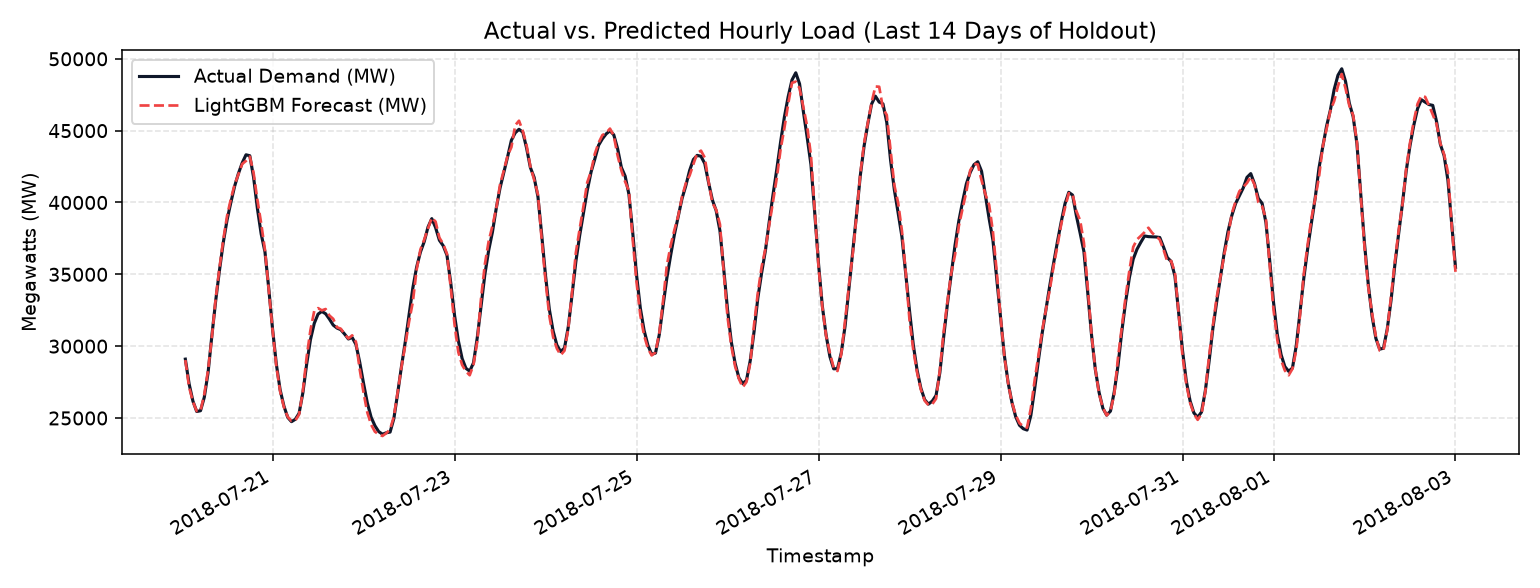 Actual vs. Predicted Hourly Load (Last 14 Days of Holdout)
Actual Demand (MW)
LightGBM Forecast (MW)
Megawatts (MW)
50000
45000
40000
35000
30000
25000
2018-07-21
2018-07-23
2018-07-25
2018-07-27
2018-07-29
2018-07-31
2018-08-01
2018-08-03
Timestamp